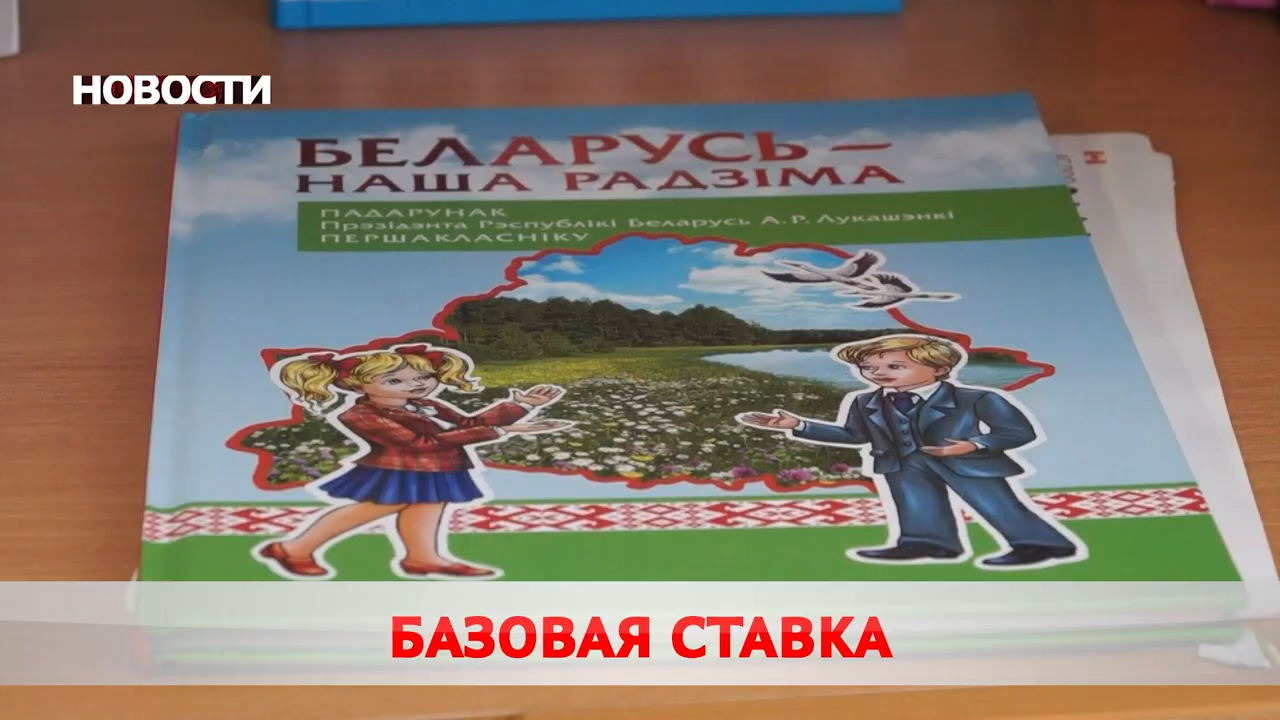 НОВОСТИ
БЕЛАРУСЬ –
НАША РАДЗІМА
ПАДАРУНАК
Прэзідэнта Рэспублікі Беларусь А. Р. Лукашэнкі
ПЕРШАКЛАСНІКУ
БАЗОВАЯ СТАВКА